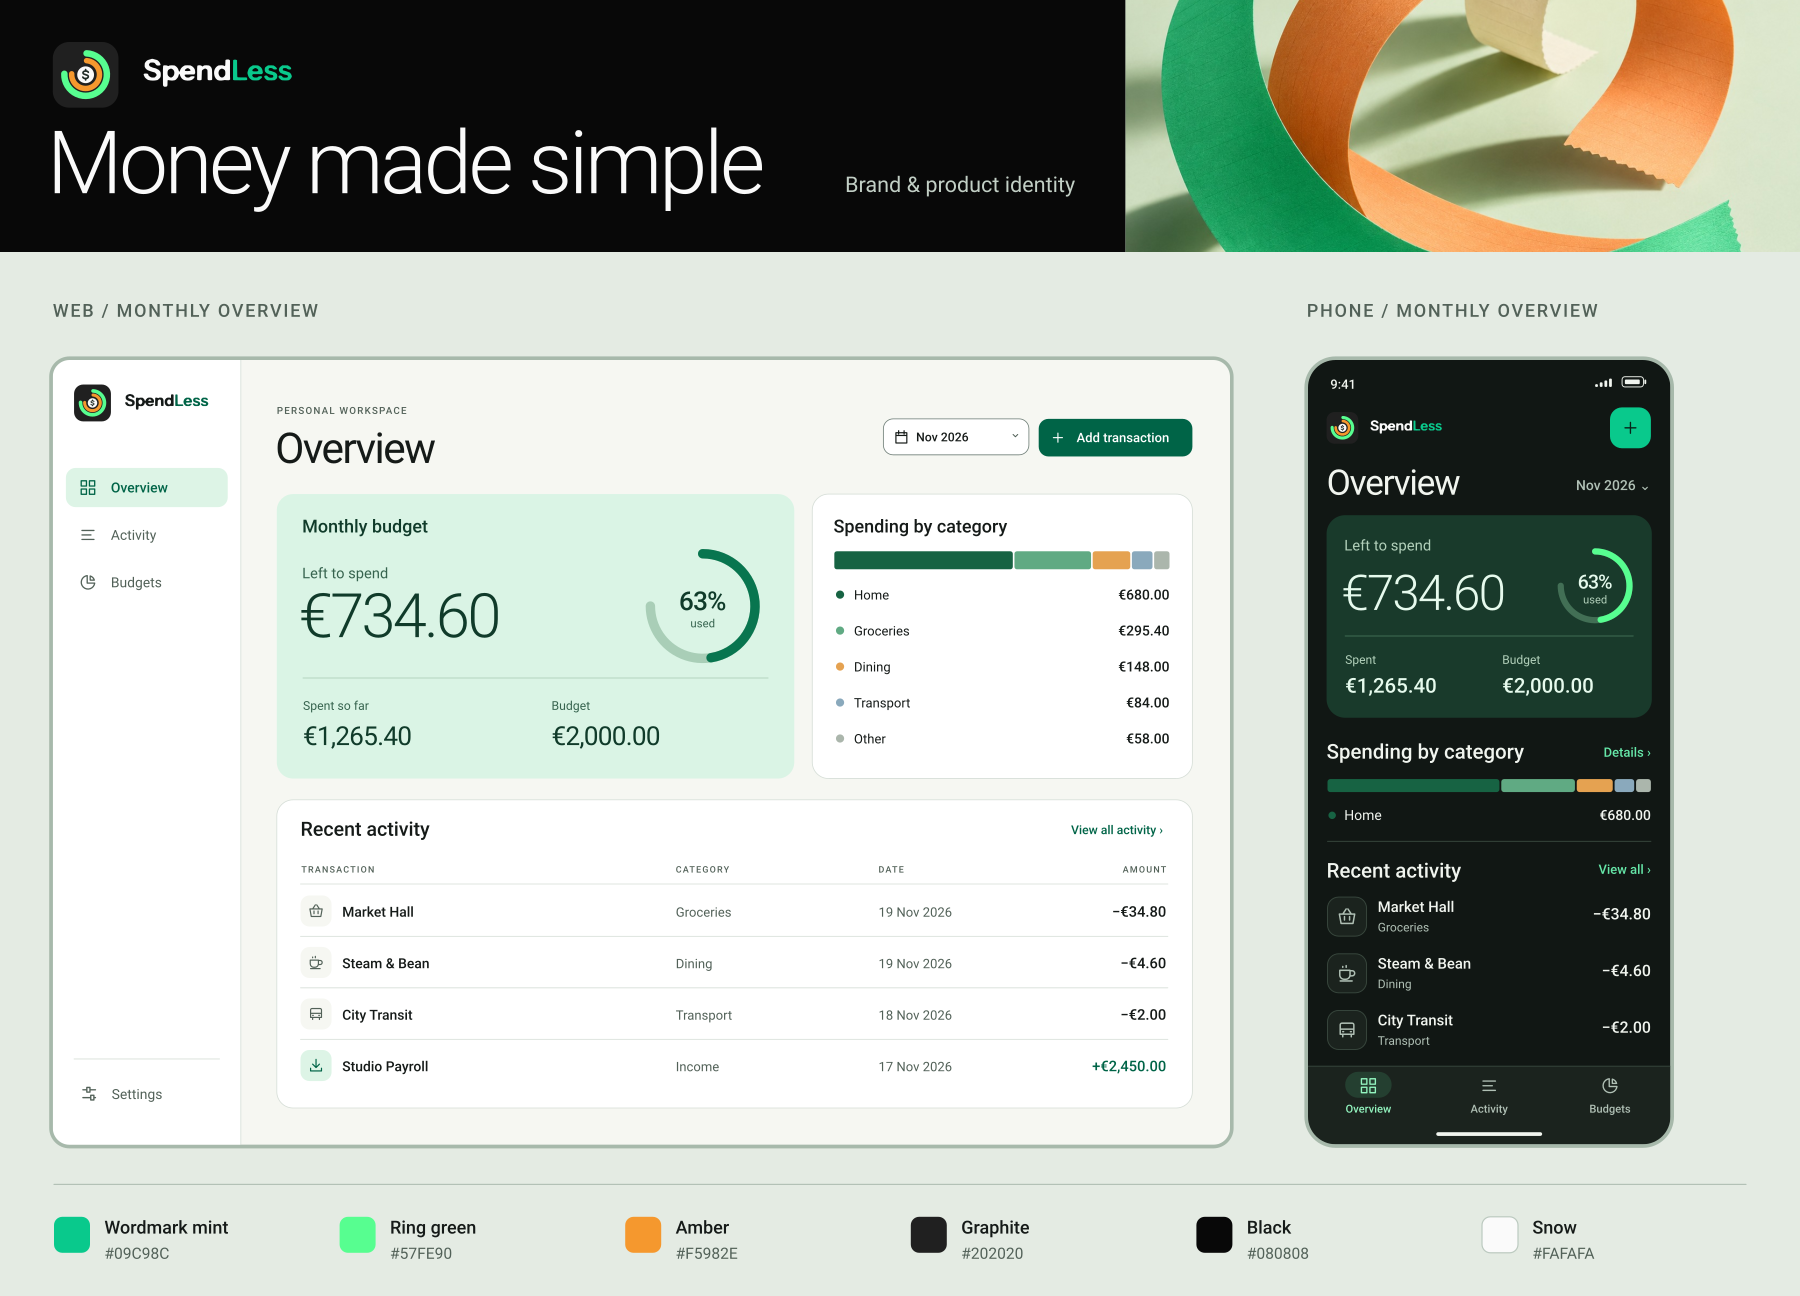 $
SpendLess
Money made simple
Brand & product identity
WEB / MONTHLY OVERVIEW
$
SpendLess
Overview
Activity
Budgets
Settings
PERSONAL WORKSPACE
Overview
Nov 2026
+ Add transaction
Monthly budget
Left to spend
€734.60
63%
used
Spent so far
Budget
€1,265.40
€2,000.00
Spending by category
Home €680.00
Groceries €295.40
Dining €148.00
Transport €84.00
Other €58.00
Recent activity
View all activity ›
TRANSACTION CATEGORY DATE AMOUNT
Market Hall Groceries 19 Nov 2026 −€34.80
Steam & Bean Dining 19 Nov 2026 −€4.60
City Transit Transport 18 Nov 2026 −€2.00
Studio Payroll Income 17 Nov 2026 +€2,450.00
PHONE / MONTHLY OVERVIEW
9:41
$
SpendLess
+
Overview
Nov 2026
Left to spend
€734.60
63%
used
Spent
Budget
€1,265.40
€2,000.00
Spending by category
Details ›
Home €680.00
Recent activity
View all ›
Market Hall
Groceries
−€34.80
Steam & Bean
Dining
−€4.60
City Transit
Transport
−€2.00
Overview
Activity
Budgets
Wordmark mint
#09C98C
Ring green
#57FE90
Amber
#F5982E
Graphite
#202020
Black
#080808
Snow
#FAFAFA